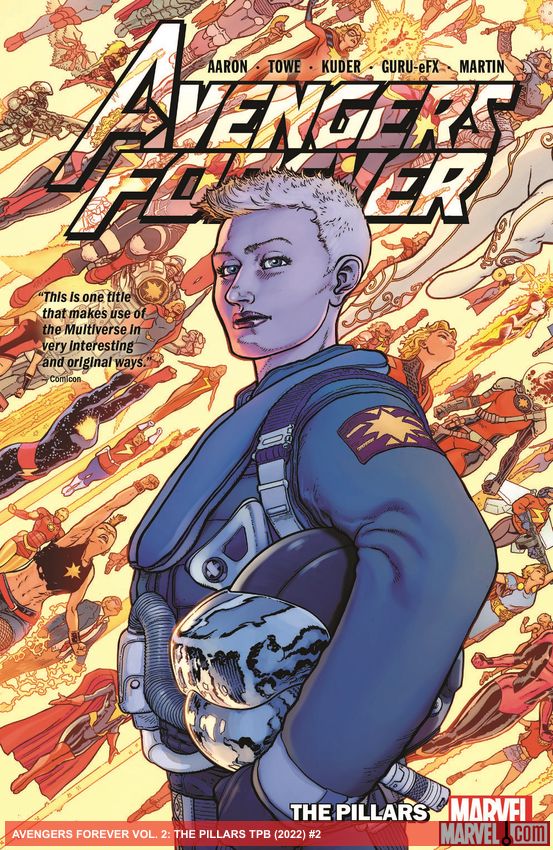 AARON · TOWE · KUDER · GURU-eFX · MARTIN
AVENGERS
FOREVER
“This is one title
that makes use of
the Multiverse in
very interesting
and original ways.”
— Comicon
THE PILLARS
MARVEL
AVENGERS FOREVER VOL. 2: THE PILLARS TPB (2022) #2
MARVEL.com